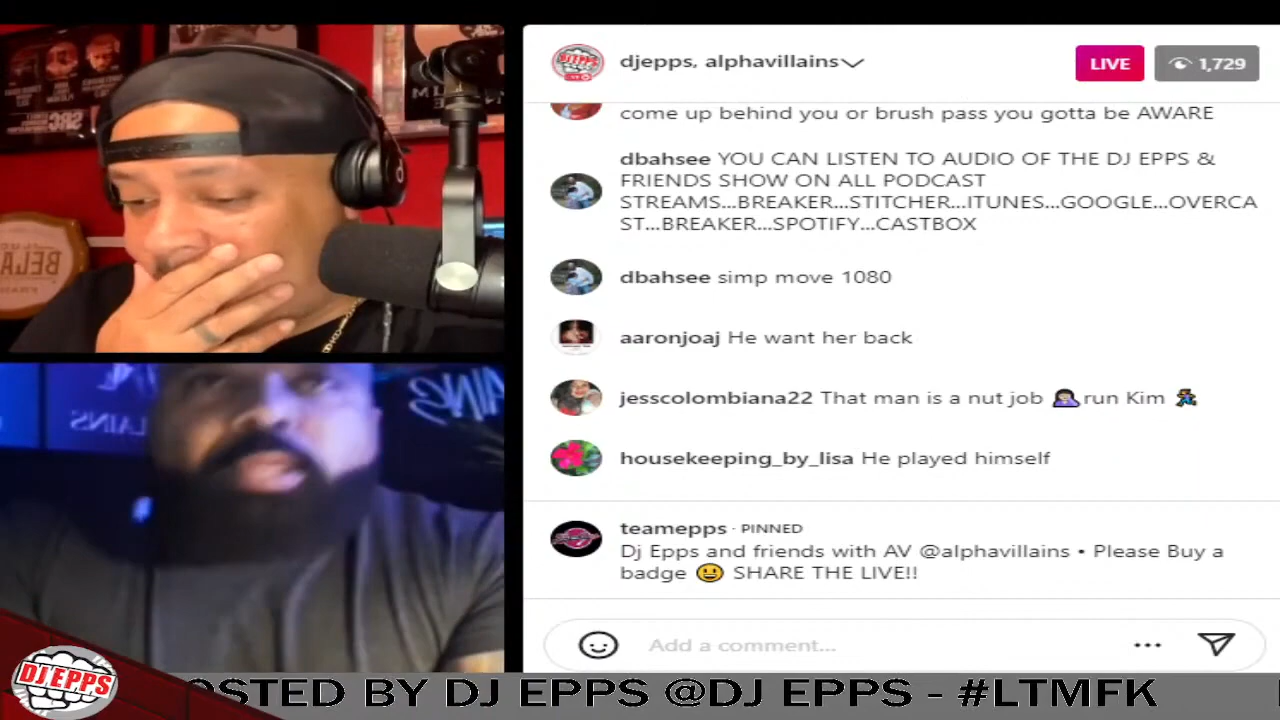 BELA
djepps, alphavillains
LIVE
1,729
come up behind you or brush pass you gotta be AWARE
dbahsee YOU CAN LISTEN TO AUDIO OF THE DJ EPPS &
FRIENDS SHOW ON ALL PODCAST
STREAMS...BREAKER...STITCHER...ITUNES...GOOGLE...OVERCA
ST...BREAKER...SPOTIFY...CASTBOX
dbahsee simp move 1080
aaronjoaj He want her back
jesscolombiana22 That man is a nut job 🤦🏻‍♀️run Kim 🏃‍♀️
housekeeping_by_lisa He played himself
teamepps · PINNED
Dj Epps and friends with AV @alphavillains • Please Buy a
badge 😀 SHARE THE LIVE!!
Add a comment...
DJ EPPS
OSTED BY DJ EPPS @DJ EPPS - #LTMFK